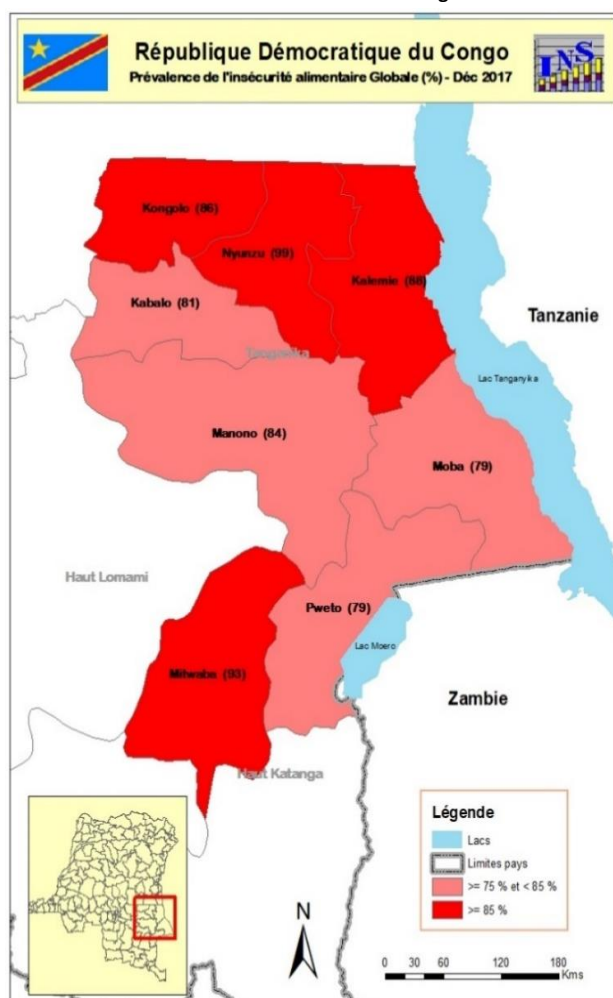 République Démocratique du Congo
Prévalence de l'insécurité alimentaire Globale (%) - Déc 2017
INS
Kongolo (86)
Nyunzu (99)
Kalemie (88)
Kabalo (81)
Tanzanie
Tanganika
Lac Tanganyika
Manono (84)
Moba (79)
Haut Lomami
Pweto (79)
Lac Moero
Mitwaba (93)
Zambie
Haut Katanga
Légende
Lacs
Limites pays
>= 75 % et < 85 %
>= 85 %
N
0 30 60 120 180
Kms